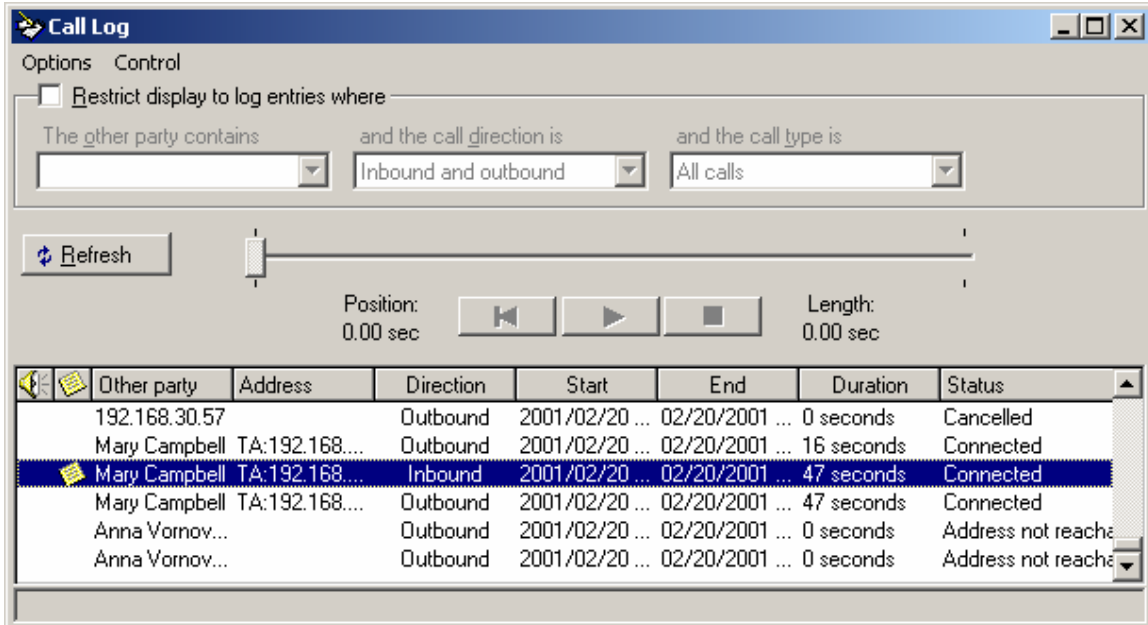 Call Log
Options Control
Restrict display to log entries where
The other party contains and the call direction is and the call type is
Inbound and outbound All calls
Refresh
Position: Length:
0.00 sec 0.00 sec
Other party Address Direction Start End Duration Status
192.168.30.57 Outbound 2001/02/20 ... 02/20/2001 ... 0 seconds Cancelled
Mary Campbell TA:192.168.... Outbound 2001/02/20 ... 02/20/2001 ... 16 seconds Connected
Mary Campbell TA:192.168.... Inbound 2001/02/20 ... 02/20/2001 ... 47 seconds Connected
Mary Campbell TA:192.168.... Outbound 2001/02/20 ... 02/20/2001 ... 47 seconds Connected
Anna Vornov... Outbound 2001/02/20 ... 02/20/2001 ... 0 seconds Address not reacha
Anna Vornov... Outbound 2001/02/20 ... 02/20/2001 ... 0 seconds Address not reacha